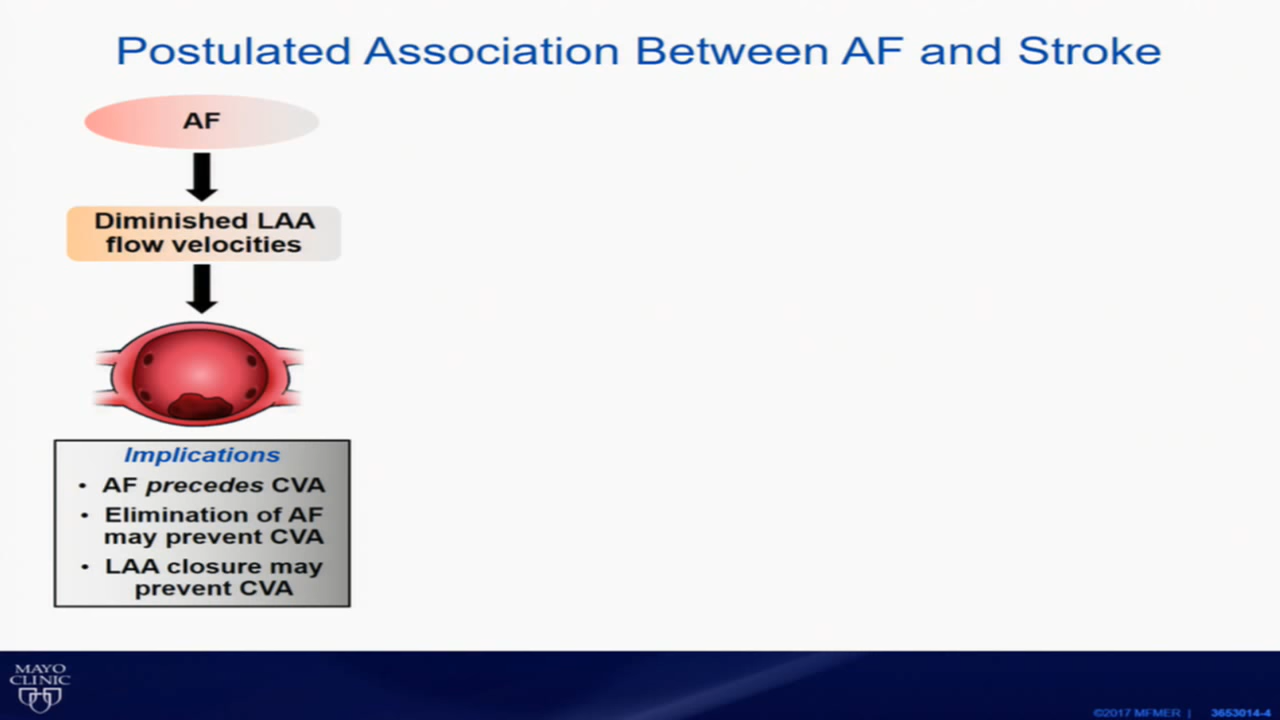 Postulated Association Between AF and Stroke
AF
Diminished LAA
flow velocities
Implications
• AF precedes CVA
• Elimination of AF
may prevent CVA
• LAA closure may
prevent CVA
MAYO
CLINIC
©2017 MFMER | 3653014-4